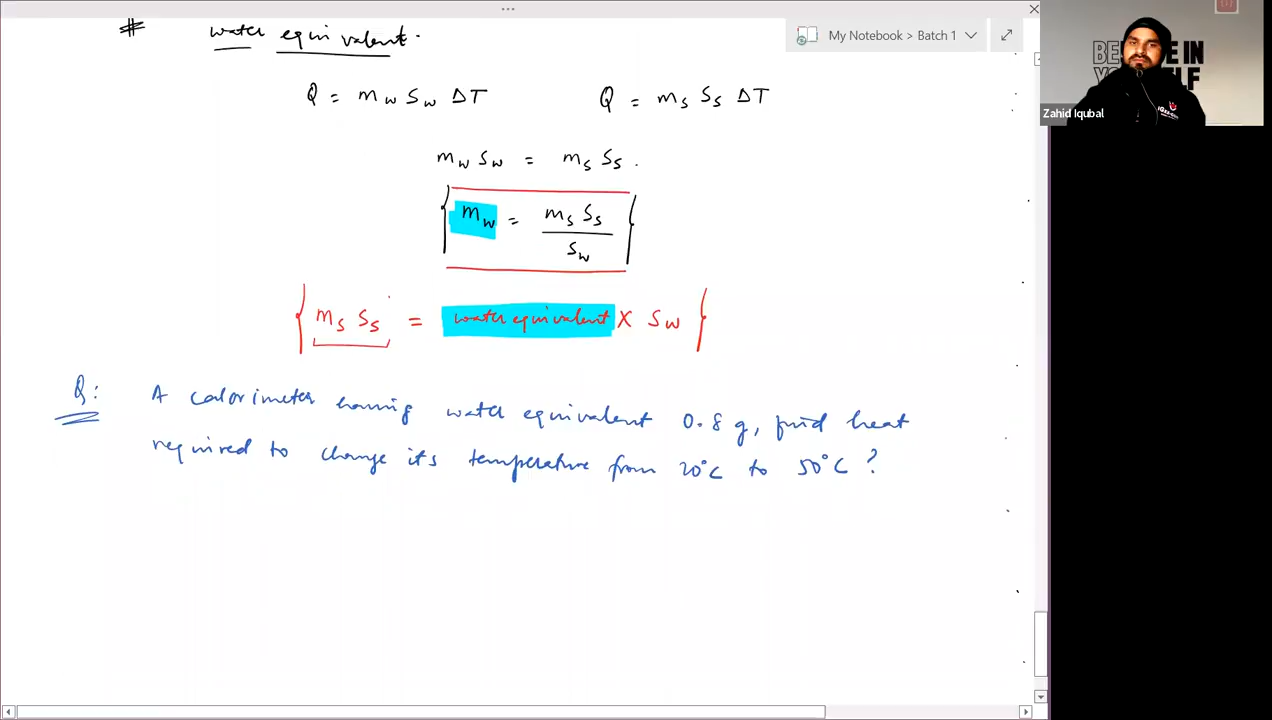 # water equivalent.
My Notebook > Batch 1
BE IN
Zahid Iqubal
Q = mw Sw ΔT
Q = ms Ss ΔT
mw Sw = ms Ss .
mw = ms Ss / Sw
{ ms Ss = water equivalent X Sw }
Q: A calorimeter having water equivalent 0.8 g, find heat
required to change its temperature from 20°C to 50°C ?